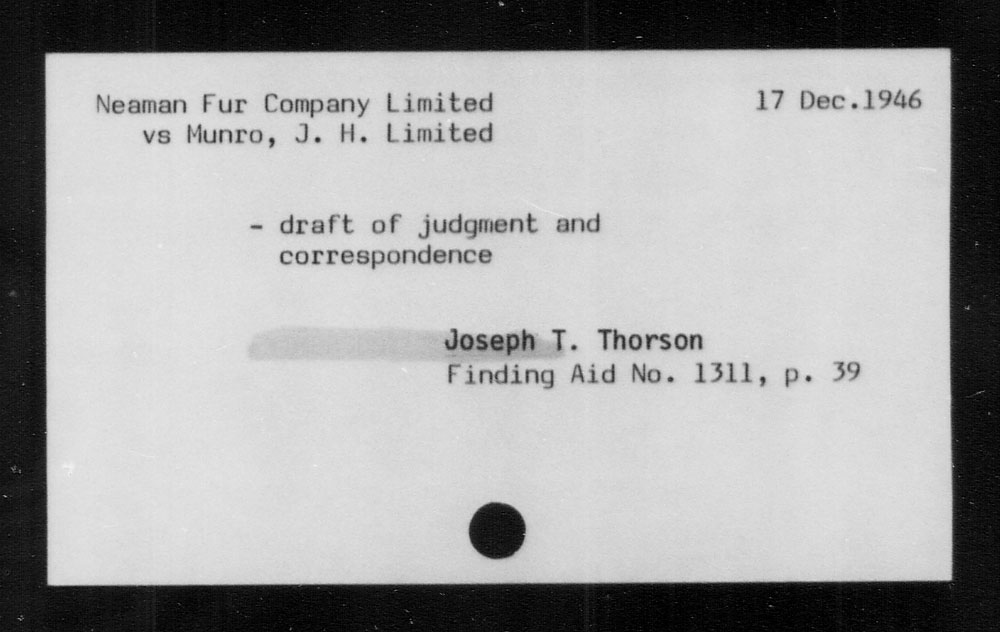 Neaman Fur Company Limited 17 Dec.1946
vs Munro, J. H. Limited
- draft of judgment and
correspondence
Joseph T. Thorson
Finding Aid No. 1311, p. 39